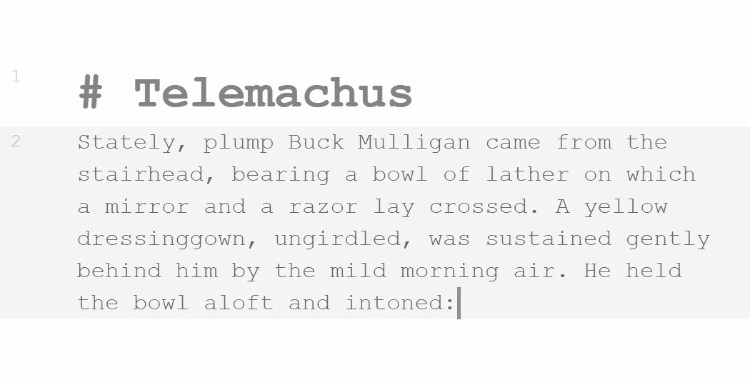 1
# Telemachus
2
Stately, plump Buck Mulligan came from the
stairhead, bearing a bowl of lather on which
a mirror and a razor lay crossed. A yellow
dressinggown, ungirdled, was sustained gently
behind him by the mild morning air. He held
the bowl aloft and intoned: